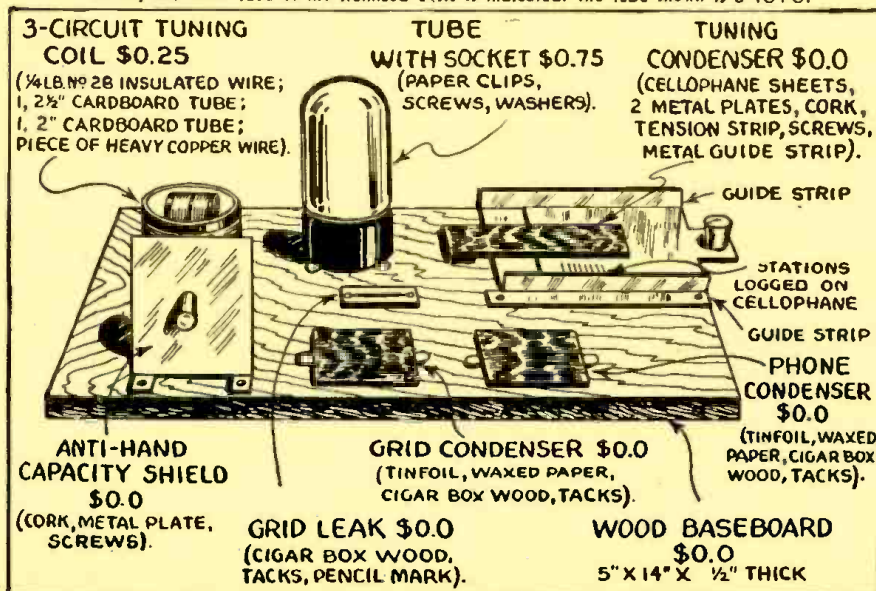 3-CIRCUIT TUNING
COIL $0.25
(¼LB. Nº 28 INSULATED WIRE;
1, 2½" CARDBOARD TUBE;
1, 2" CARDBOARD TUBE;
PIECE OF HEAVY COPPER WIRE).
TUBE
WITH SOCKET $0.75
(PAPER CLIPS,
SCREWS, WASHERS).
TUNING
CONDENSER $0.0
(CELLOPHANE SHEETS,
2 METAL PLATES, CORK,
TENSION STRIP, SCREWS,
METAL GUIDE STRIP).
GUIDE STRIP
STATIONS
LOGGED ON
CELLOPHANE
GUIDE STRIP
PHONE
CONDENSER
$0.0
(TINFOIL, WAXED
PAPER, CIGAR BOX
WOOD, TACKS).
ANTI-HAND
CAPACITY SHIELD
$0.0
(CORK, METAL PLATE,
SCREWS).
GRID CONDENSER $0.0
(TINFOIL, WAXED PAPER,
CIGAR BOX WOOD, TACKS).
GRID LEAK $0.0
(CIGAR BOX WOOD,
TACKS, PENCIL MARK).
WOOD BASEBOARD
$0.0
5" X 14" X ½" THICK